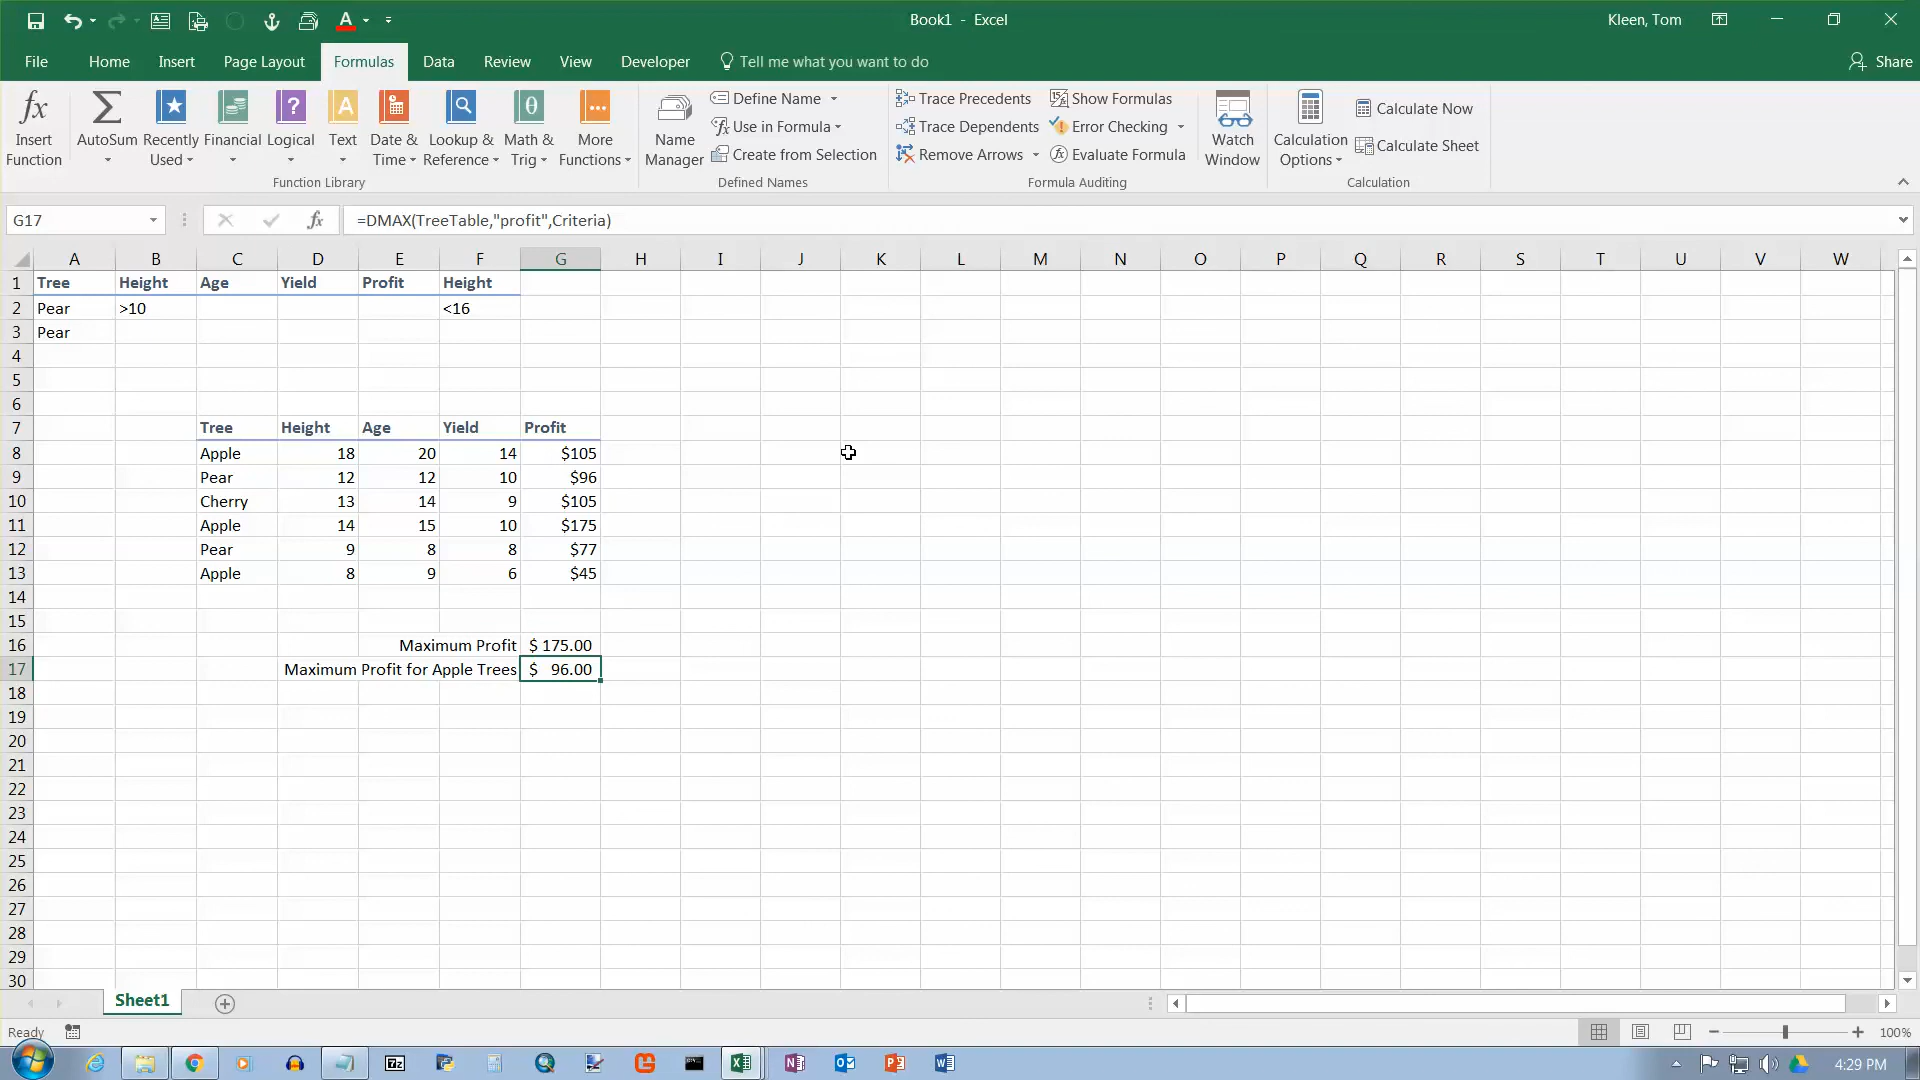 Book1 - Excel
Kleen, Tom
File Home Insert Page Layout Formulas Data Review View Developer Tell me what you want to do Share
Insert Function
AutoSum
Recently Used
Financial
Logical
Text
Date & Time
Lookup & Reference
Math & Trig
More Functions
Function Library
Name Manager
Define Name
Use in Formula
Create from Selection
Defined Names
Trace Precedents
Trace Dependents
Remove Arrows
Show Formulas
Error Checking
Evaluate Formula
Formula Auditing
Watch Window
Calculation Options
Calculate Now
Calculate Sheet
Calculation
G17 fx =DMAX(TreeTable,"profit",Criteria)
A B C D E F G H I J K L M N O P Q R S T U V W
1 Tree Height Age Yield Profit Height
2 Pear >10 <16
3 Pear
4
5
6
7 Tree Height Age Yield Profit
8 Apple 18 20 14 $105
9 Pear 12 12 10 $96
10 Cherry 13 14 9 $105
11 Apple 14 15 10 $175
12 Pear 9 8 8 $77
13 Apple 8 9 6 $45
14
15
16 Maximum Profit $ 175.00
17 Maximum Profit for Apple Trees $ 96.00
18
19
20
21
22
23
24
25
26
27
28
29
30
Sheet1
Ready
100%
4:29 PM